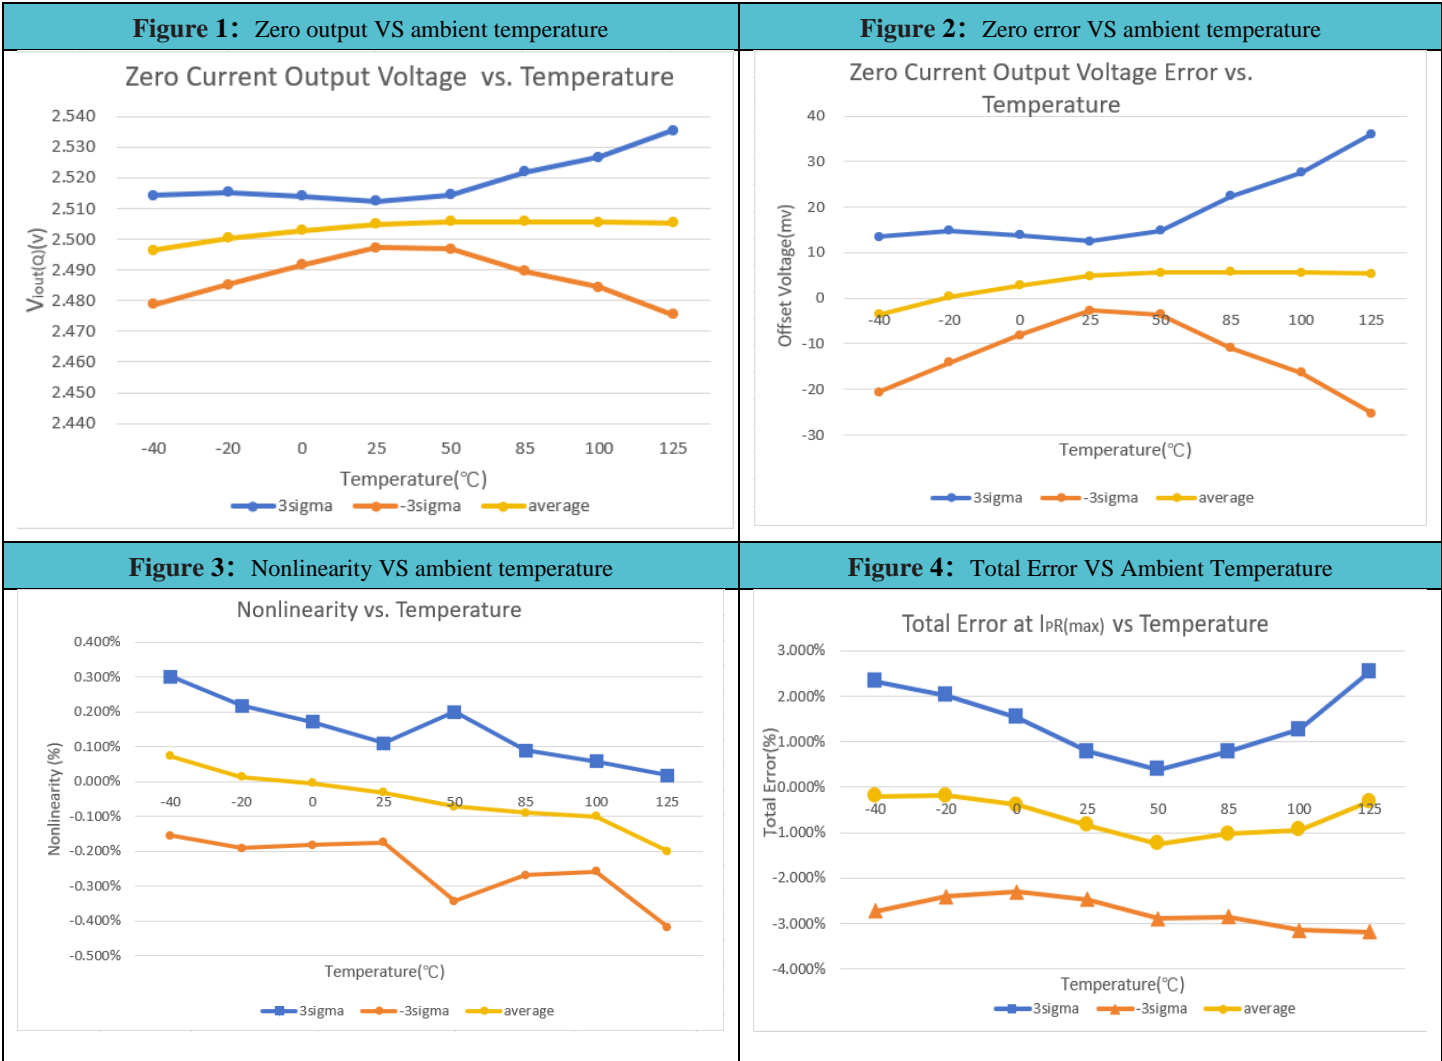 Figure 1： Zero output VS ambient temperature
Zero Current Output Voltage vs. Temperature
2.540
2.530
2.520
2.510
2.500
2.490
2.480
2.470
2.460
2.450
2.440
Viout(Q)(v)
-40 -20 0 25 50 85 100 125
Temperature(℃)
3sigma -3sigma average
Figure 2： Zero error VS ambient temperature
Zero Current Output Voltage Error vs.
Temperature
40
30
20
10
0
-10
-20
-30
Offset Voltage(mv)
-40 -20 0 25 50 85 100 125
Temperature(℃)
3sigma -3sigma average
Figure 3： Nonlinearity VS ambient temperature
Nonlinearity vs. Temperature
0.400%
0.300%
0.200%
0.100%
0.000%
-0.100%
-0.200%
-0.300%
-0.400%
-0.500%
Nonlinearity (%)
-40 -20 0 25 50 85 100 125
Temperature(℃)
3sigma -3sigma average
Figure 4： Total Error VS Ambient Temperature
Total Error at IPR(max) vs Temperature
3.000%
2.000%
1.000%
0.000%
-1.000%
-2.000%
-3.000%
-4.000%
Total Error(%)
-40 -20 0 25 50 85 100 125
Temperature(℃)
3sigma -3sigma average